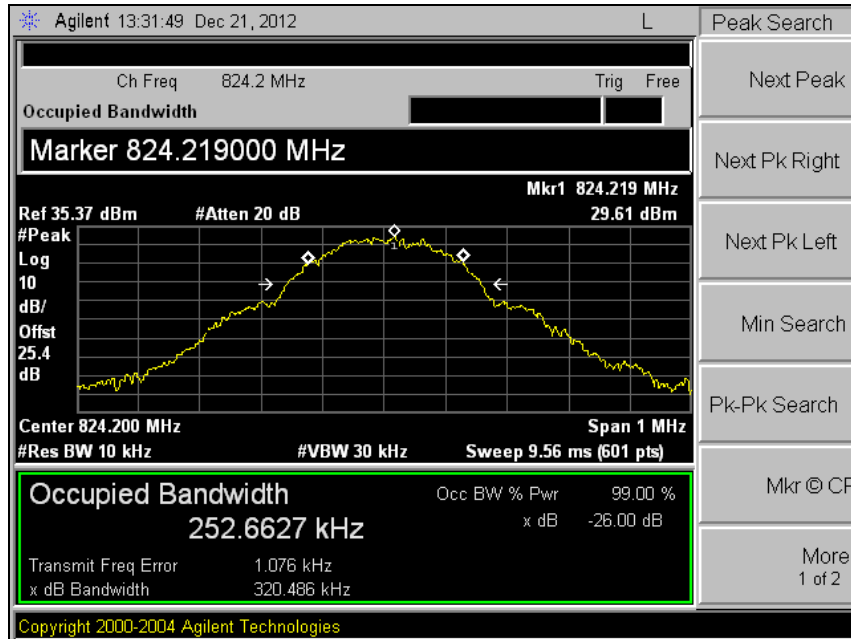 Agilent 13:31:49 Dec 21, 2012 L
Peak Search
Ch Freq 824.2 MHz Trig Free
Occupied Bandwidth
Marker 824.219000 MHz
Mkr1 824.219 MHz
Ref 35.37 dBm #Atten 20 dB 29.61 dBm
#Peak
Log
10
dB/
Offst
25.4
dB
1
Center 824.200 MHz Span 1 MHz
#Res BW 10 kHz #VBW 30 kHz Sweep 9.56 ms (601 pts)
Occupied Bandwidth
252.6627 kHz
Occ BW % Pwr 99.00 %
x dB -26.00 dB
Transmit Freq Error 1.076 kHz
x dB Bandwidth 320.486 kHz
Copyright 2000-2004 Agilent Technologies
Next Peak
Next Pk Right
Next Pk Left
Min Search
Pk-Pk Search
Mkr © CF
More
1 of 2